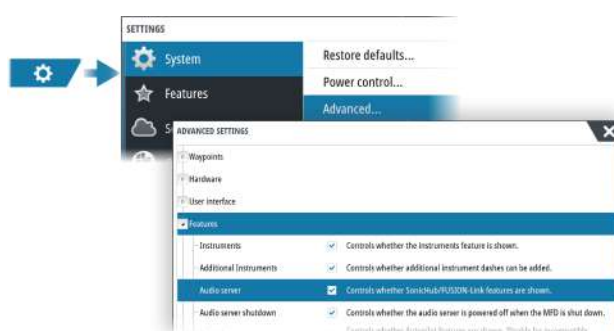 SETTINGS
System
Restore defaults...
Power control...
Features
Advanced...
S
ADVANCED SETTINGS
Waypoints
Hardware
User interface
Features
Instruments Controls whether the instruments feature is shown.
Additional Instruments Controls whether additional instrument dashes can be added.
Audio server Controls whether SonicHub/FUSION-Link features are shown.
Audio server shutdown Controls whether the audio server is powered off when the MFD is shut down.